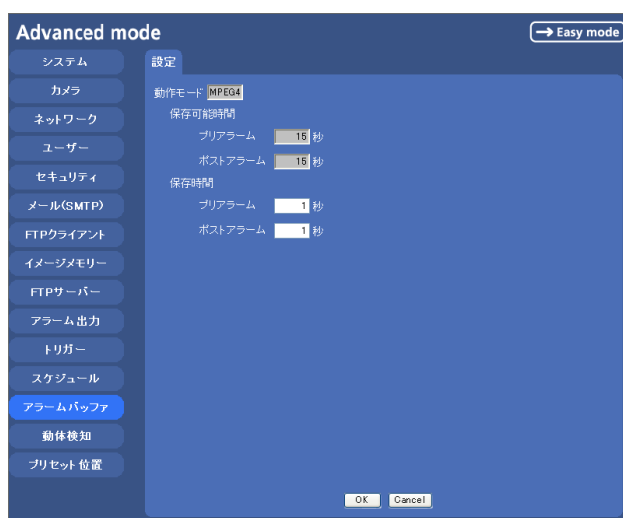 Advanced mode
→ Easy mode
システム
カメラ
ネットワーク
ユーザー
セキュリティ
メール(SMTP)
FTPクライアント
イメージメモリー
FTPサーバー
アラーム出力
トリガー
スケジュール
アラームバッファ
動体検知
プリセット位置
設定
動作モード MPEG4
保存可能時間
プリアラーム 15 秒
ポストアラーム 15 秒
保存時間
プリアラーム 1 秒
ポストアラーム 1 秒
OK Cancel